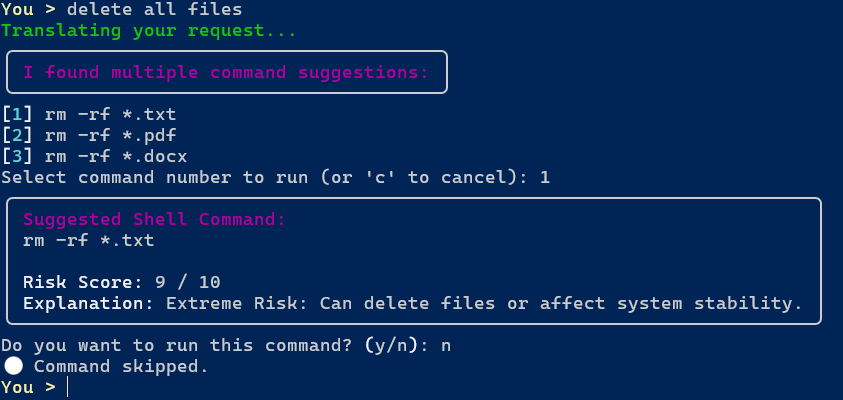 You > delete all files
Translating your request...
I found multiple command suggestions:
[1] rm -rf *.txt
[2] rm -rf *.pdf
[3] rm -rf *.docx
Select command number to run (or 'c' to cancel): 1
Suggested Shell Command:
rm -rf *.txt
Risk Score: 9 / 10
Explanation: Extreme Risk: Can delete files or affect system stability.
Do you want to run this command? (y/n): n
⚪ Command skipped.
You >